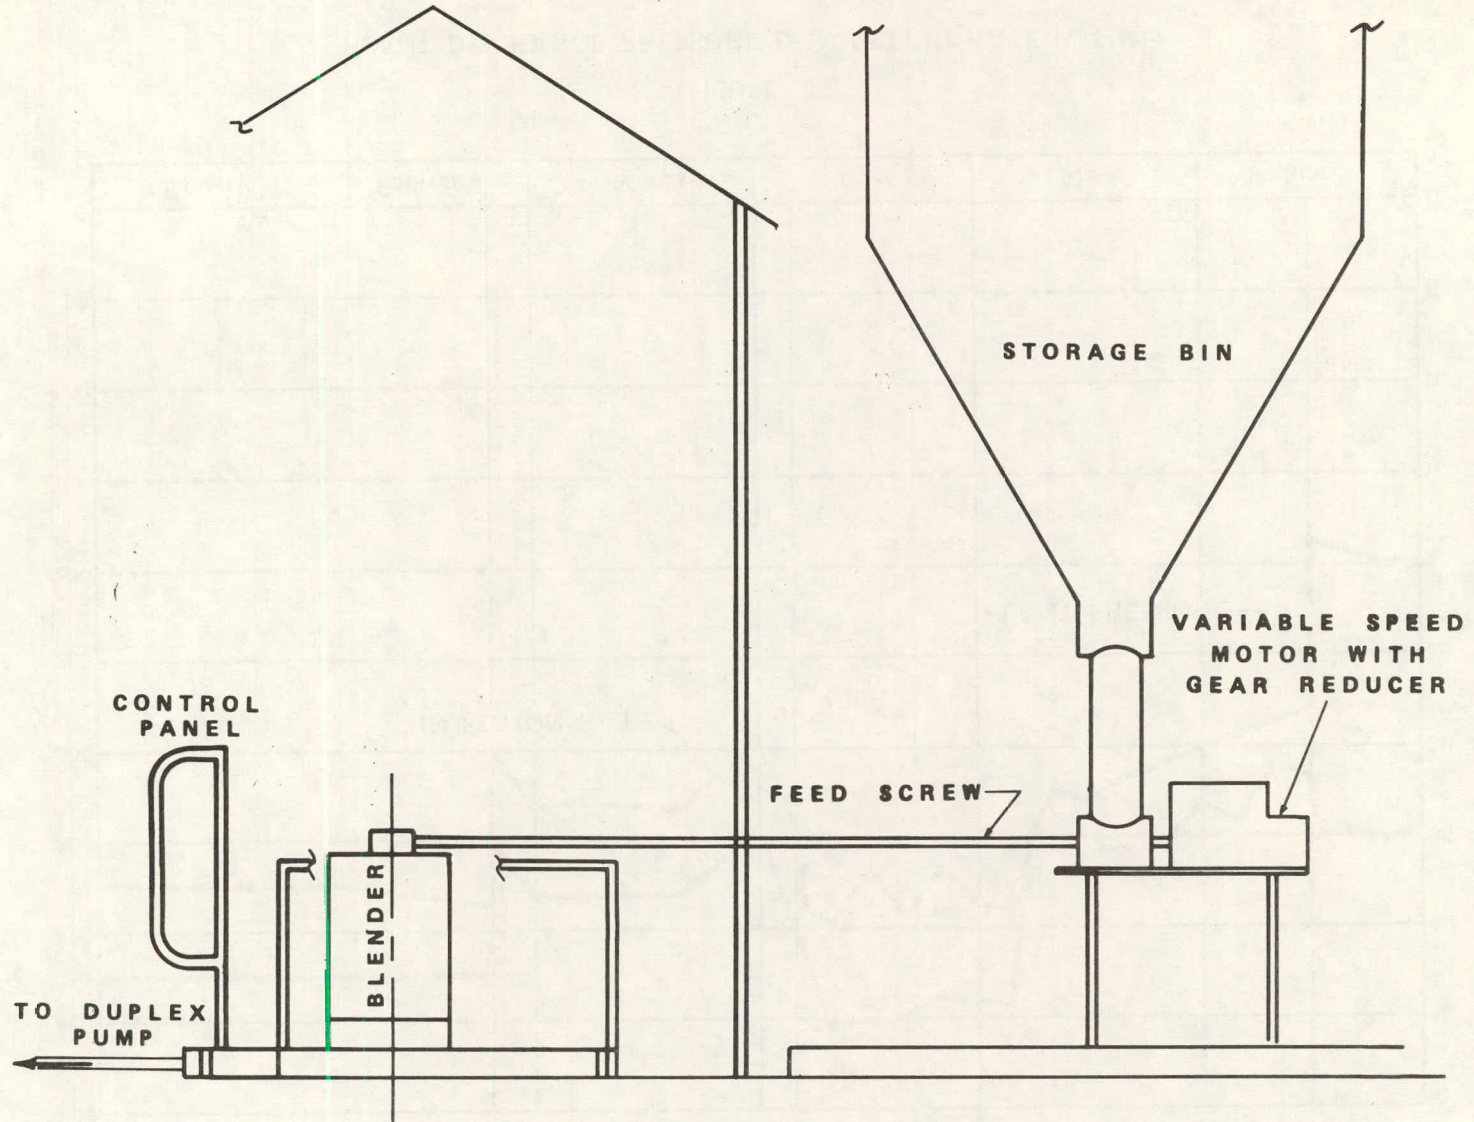 STORAGE BIN
VARIABLE SPEED
MOTOR WITH
GEAR REDUCER
CONTROL
PANEL
FEED SCREW
BLENDER
TO DUPLEX
PUMP